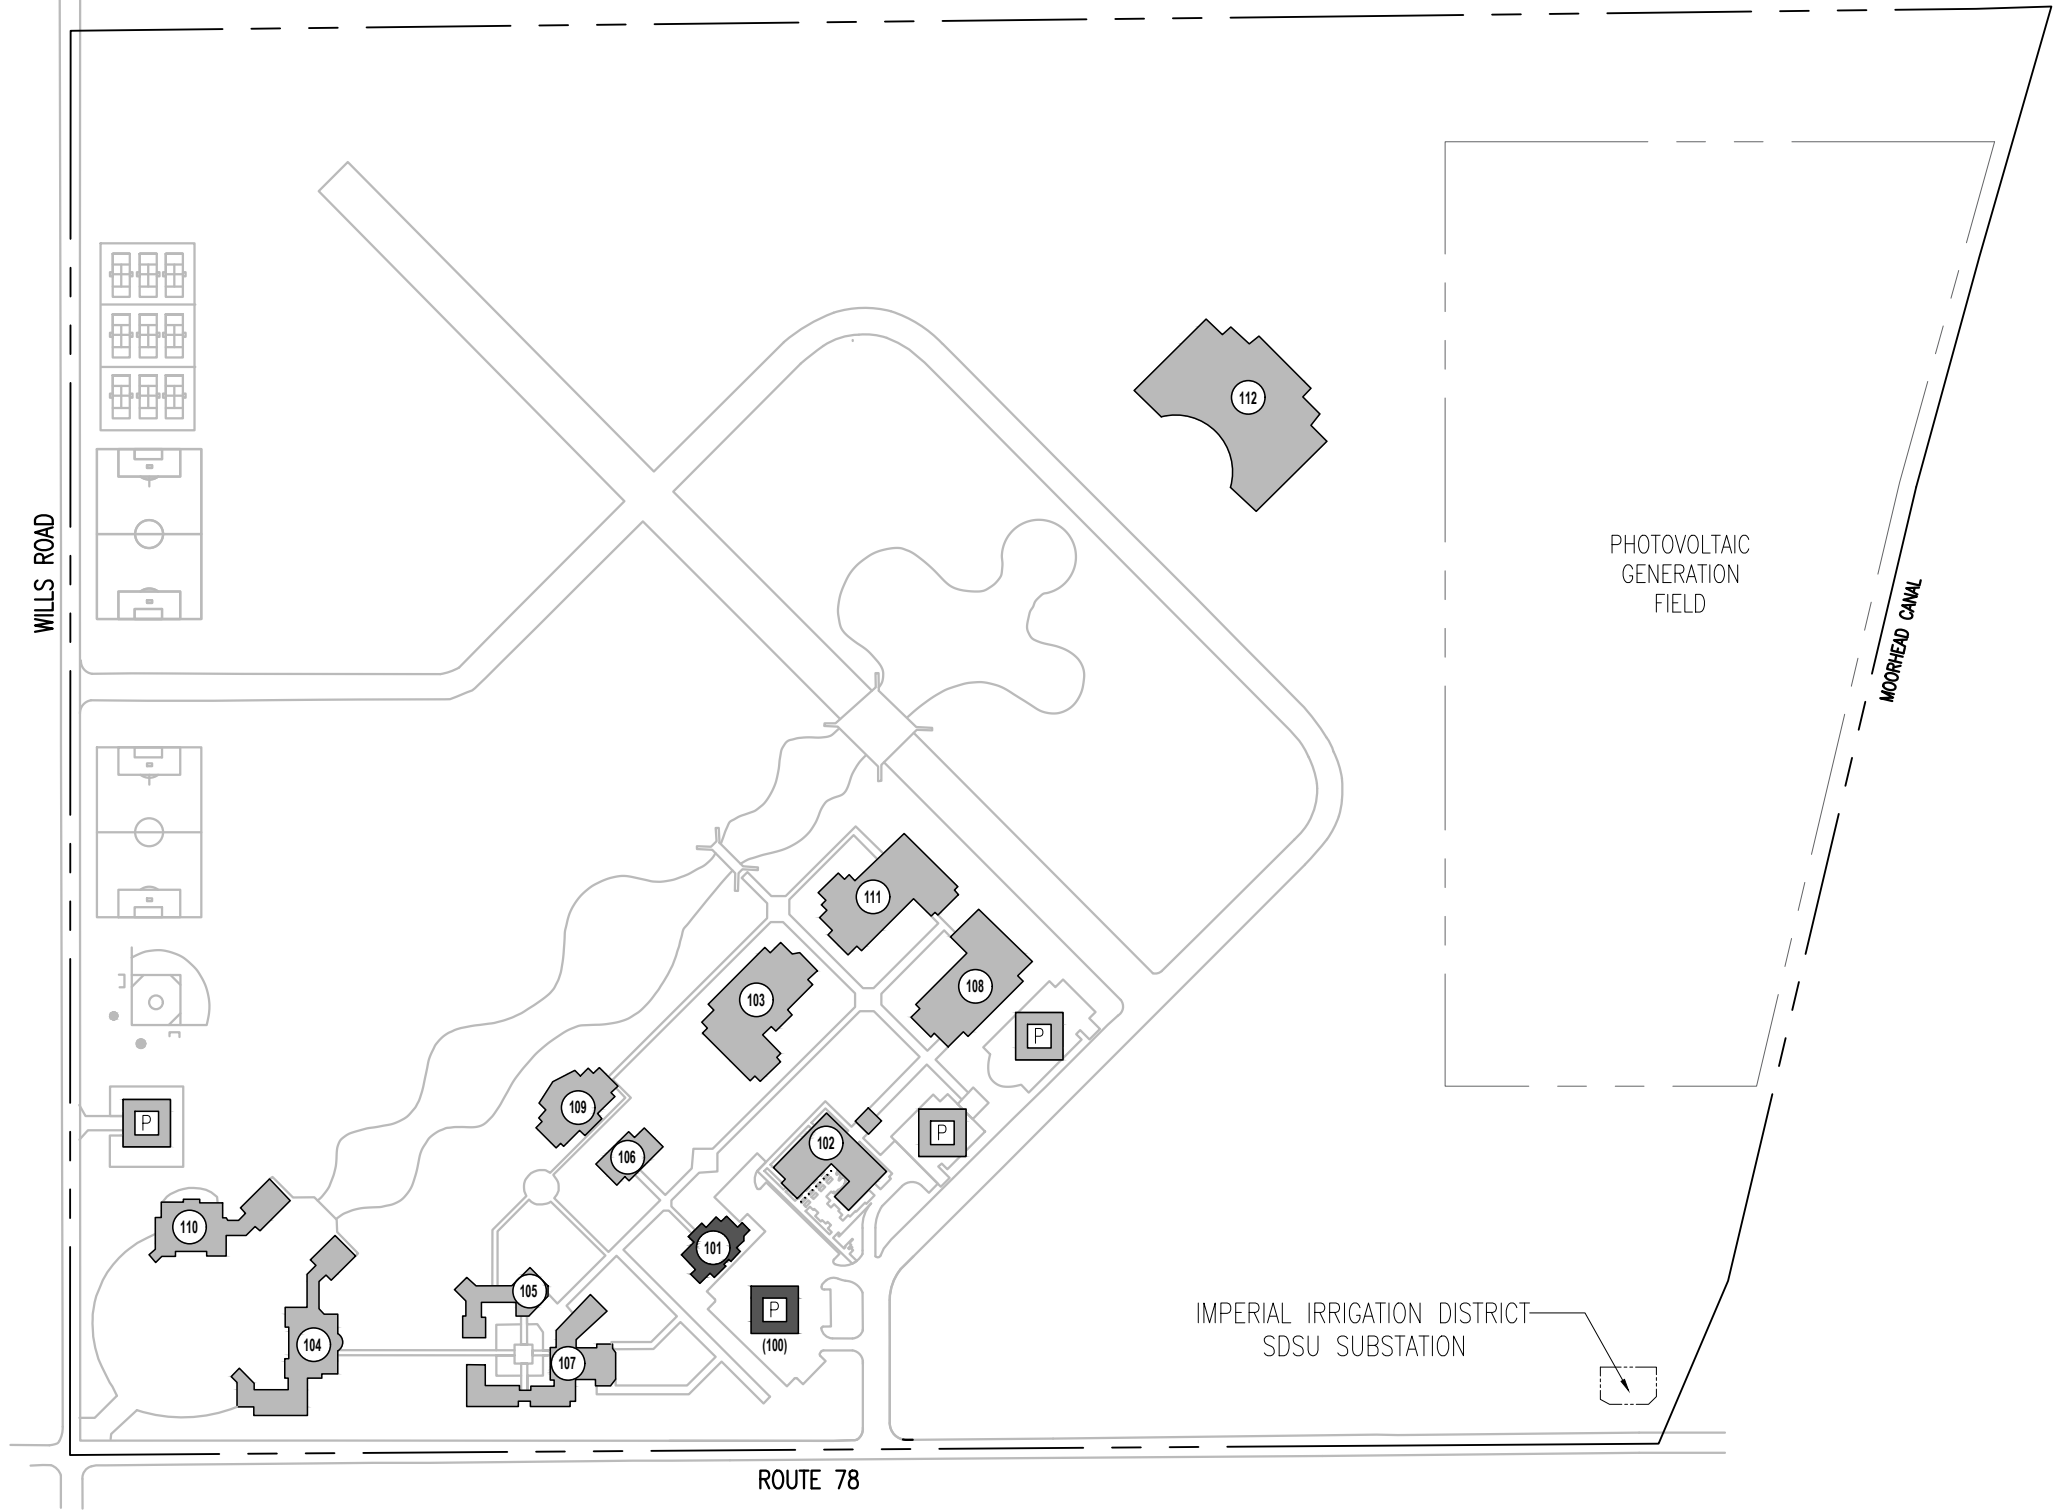 112
PHOTOVOLTAIC
GENERATION
FIELD
WILLS ROAD
MOORHEAD CANAL
111
108
103
P
109
P
P
102
106
110
101
105
P
(100)
104
107
IMPERIAL IRRIGATION DISTRICT
SDSU SUBSTATION
ROUTE 78